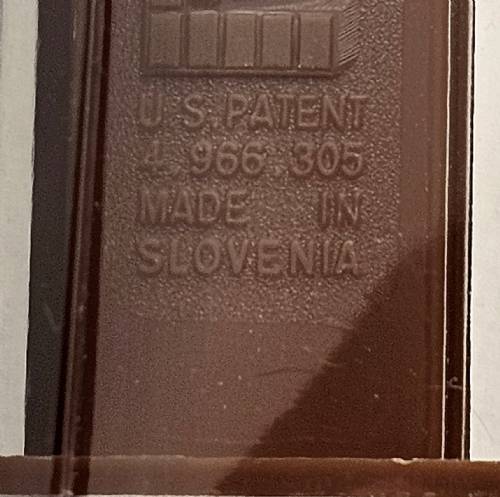 U.S. PATENT
4,966,305
MADE IN
SLOVENIA